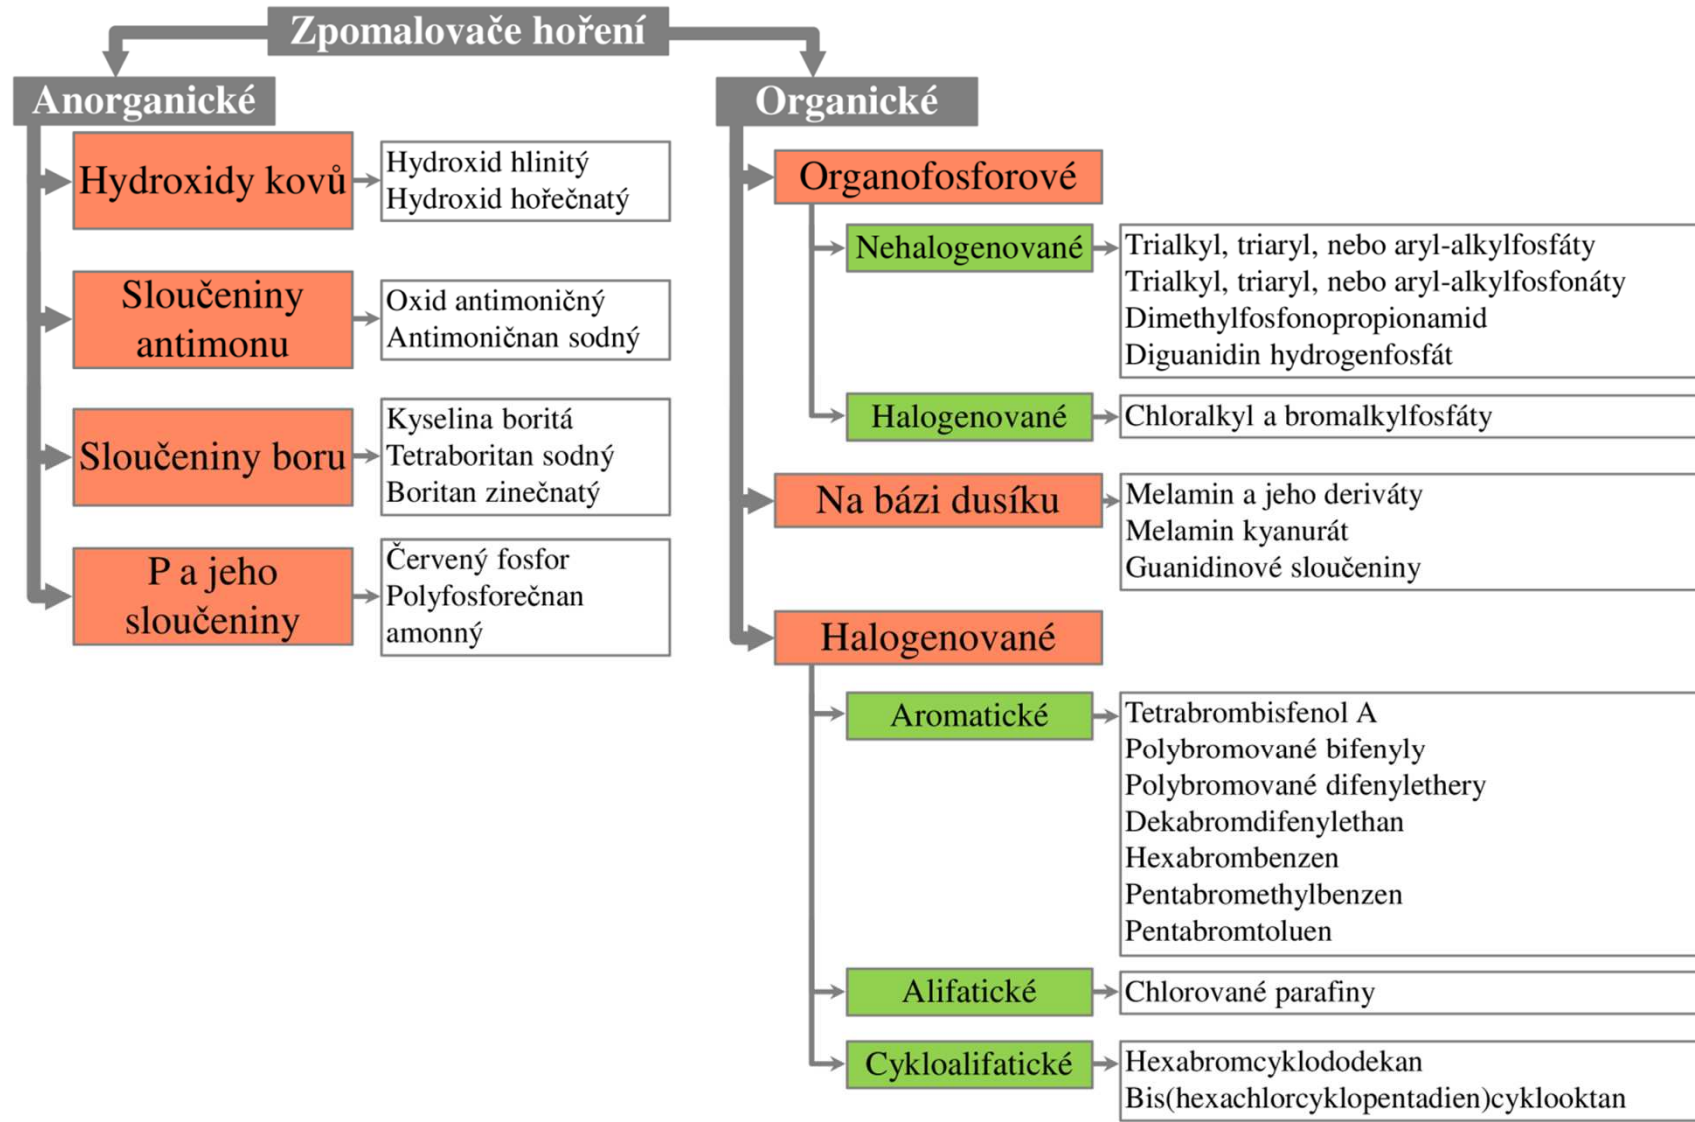 Zpomalovače hoření
Anorganické
Hydroxidy kovů
Hydroxid hlinitý
Hydroxid hořečnatý
Sloučeniny
antimonu
Oxid antimoničný
Antimoničnan sodný
Sloučeniny boru
Kyselina boritá
Tetraboritan sodný
Boritan zinečnatý
P a jeho
sloučeniny
Červený fosfor
Polyfosforečnan
amonný
Organické
Organofosforové
Nehalogenované
Trialkyl, triaryl, nebo aryl-alkylfosfáty
Trialkyl, triaryl, nebo aryl-alkylfosfonáty
Dimethylfosfonopropionamid
Diguanidin hydrogenfosfát
Halogenované
Chloralkyl a bromalkylfosfáty
Na bázi dusíku
Melamin a jeho deriváty
Melamin kyanurát
Guanidinové sloučeniny
Halogenované
Aromatické
Tetrabrombisfenol A
Polybromované bifenyly
Polybromované difenylethery
Dekabromdifenylethan
Hexabrombenzen
Pentabromethylbenzen
Pentabromtoluen
Alifatické
Chlorované parafiny
Cykloalifatické
Hexabromcyklododekan
Bis(hexachlorcyklopentadien)cyklooktan